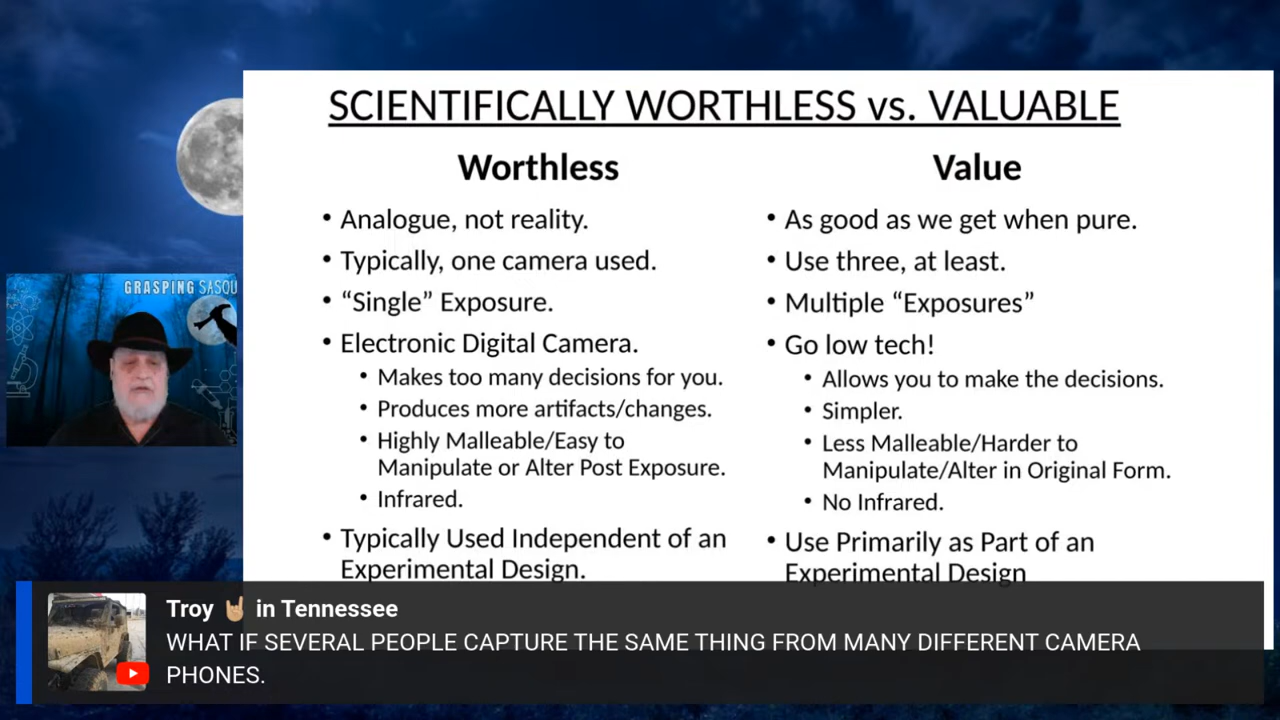 SCIENTIFICALLY WORTHLESS vs. VALUABLE
Worthless
• Analogue, not reality.
• Typically, one camera used.
• “Single” Exposure.
• Electronic Digital Camera.
• Makes too many decisions for you.
• Produces more artifacts/changes.
• Highly Malleable/Easy to
Manipulate or Alter Post Exposure.
• Infrared.
• Typically Used Independent of an
Experimental Design.
Value
• As good as we get when pure.
• Use three, at least.
• Multiple “Exposures”
• Go low tech!
• Allows you to make the decisions.
• Simpler.
• Less Malleable/Harder to
Manipulate/Alter in Original Form.
• No Infrared.
• Use Primarily as Part of an
Experimental Design
GRASPING SASQU
Troy 🤘🏼 in Tennessee
WHAT IF SEVERAL PEOPLE CAPTURE THE SAME THING FROM MANY DIFFERENT CAMERA
PHONES.